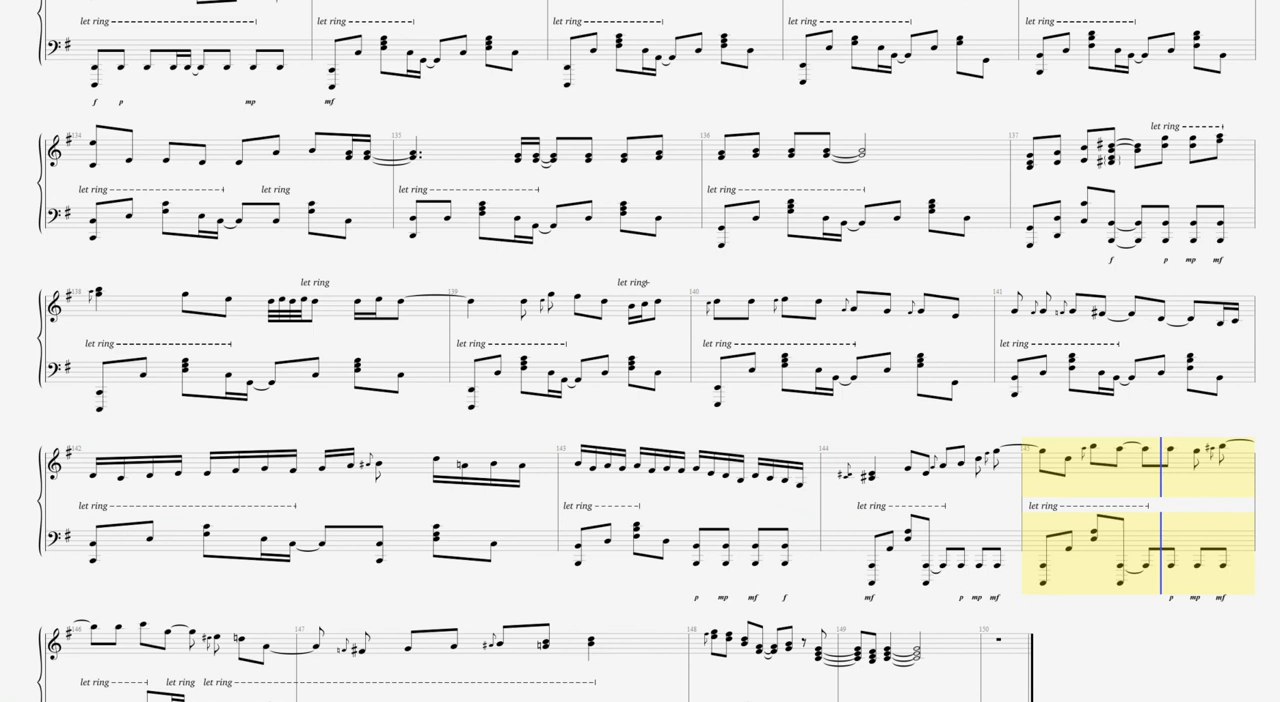 let ring let ring let ring let ring let ring
f p mp mf
134 135 136 137 let ring
let ring let ring let ring let ring
f p mp mf
138 let ring 139 let ring 140 141
let ring let ring let ring let ring
142 143 144 145
let ring let ring let ring let ring
p mp mf f mf p mp mf p mp mf
146 147 148 149 150
let ring let ring let ring